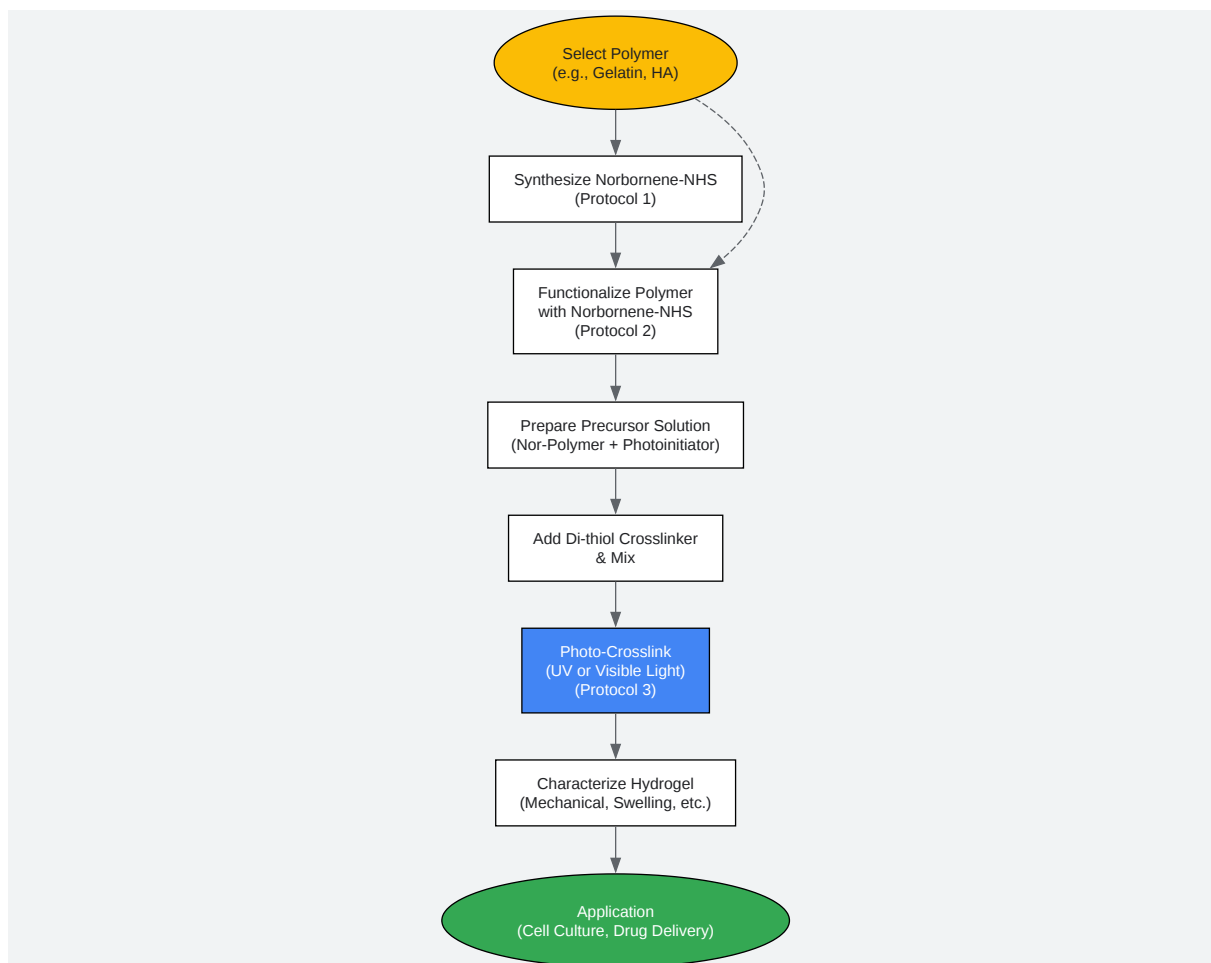 Select Polymer
(e.g., Gelatin, HA)
Synthesize Norbornene-NHS
(Protocol 1)
Functionalize Polymer
with Norbornene-NHS
(Protocol 2)
Prepare Precursor Solution
(Nor-Polymer + Photoinitiator)
Add Di-thiol Crosslinker
& Mix
Photo-Crosslink
(UV or Visible Light)
(Protocol 3)
Characterize Hydrogel
(Mechanical, Swelling, etc.)
Application
(Cell Culture, Drug Delivery)